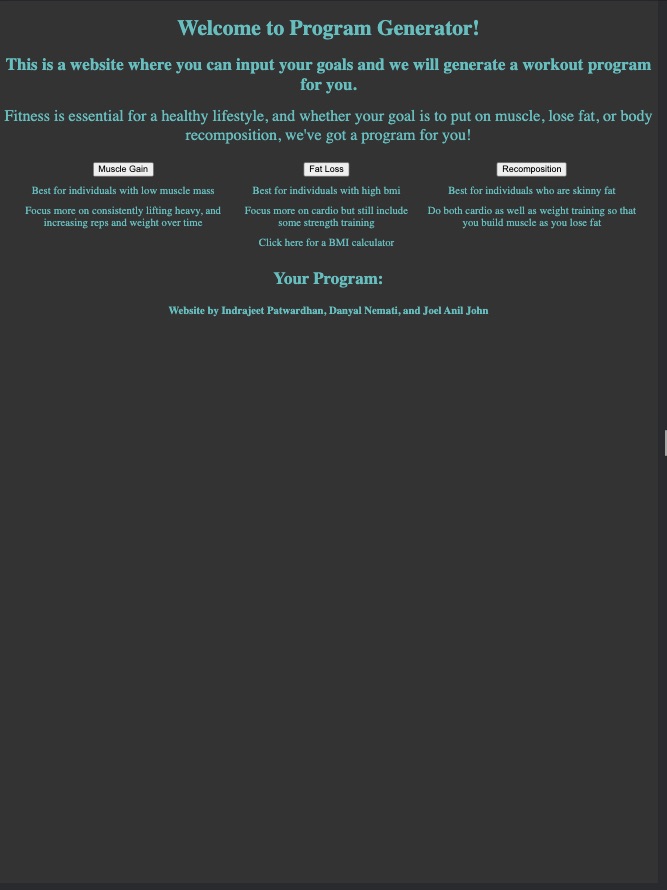 Welcome to Program Generator!
This is a website where you can input your goals and we will generate a workout program
for you.
Fitness is essential for a healthy lifestyle, and whether your goal is to put on muscle, lose fat, or body
recomposition, we've got a program for you!
Muscle Gain
Best for individuals with low muscle mass
Focus more on consistently lifting heavy, and
increasing reps and weight over time
Fat Loss
Best for individuals with high bmi
Focus more on cardio but still include
some strength training
Click here for a BMI calculator
Recomposition
Best for individuals who are skinny fat
Do both cardio as well as weight training so that
you build muscle as you lose fat
Your Program:
Website by Indrajeet Patwardhan, Danyal Nemati, and Joel Anil John